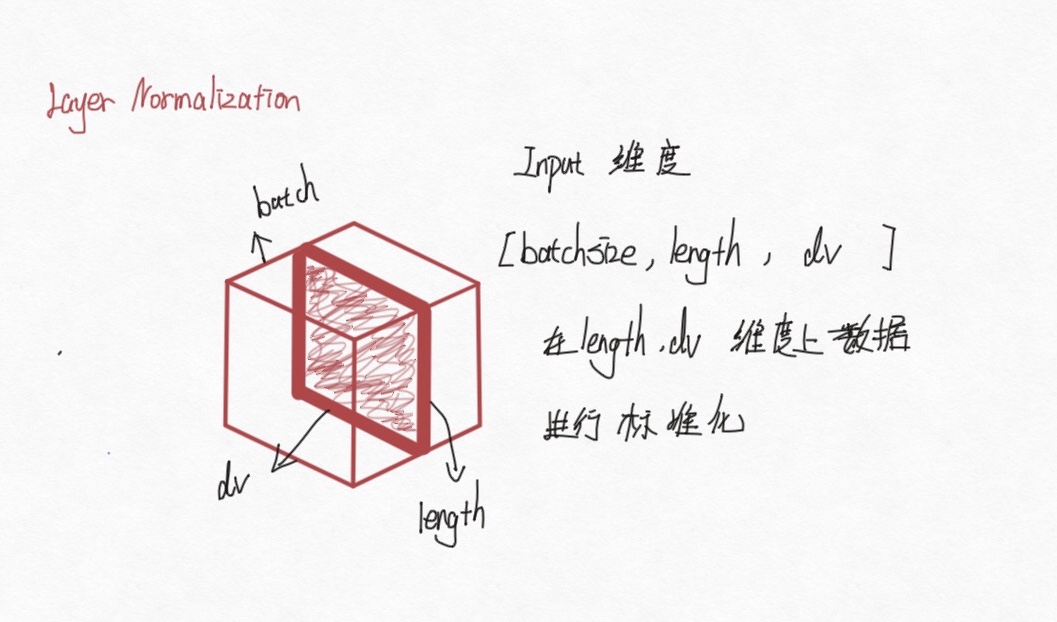 Layer Normalization
batch
Input 维度
[batchsize, length, dv ]
在length.dv 维度上数据
进行标准化
dv
length